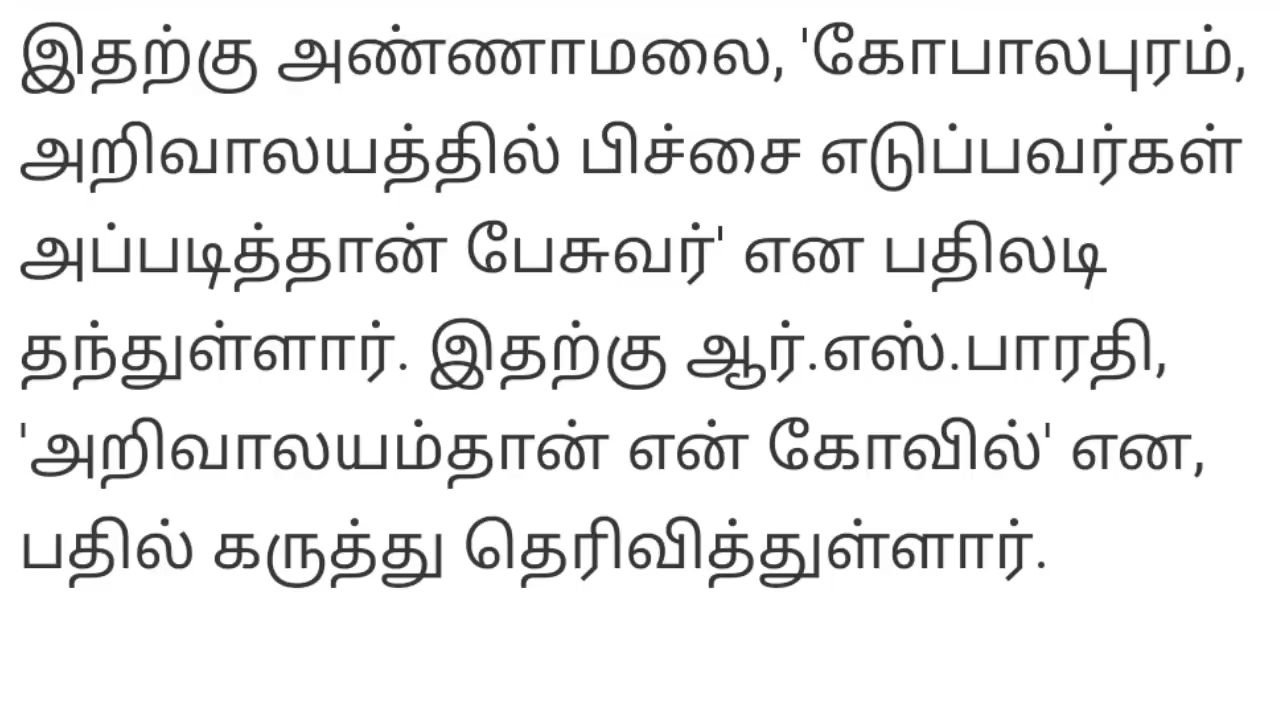 இதற்கு அண்ணாமலை, 'கோபாலபுரம்,
அறிவாலயத்தில் பிச்சை எடுப்பவர்கள்
அப்படித்தான் பேசுவர்' என பதிலடி
தந்துள்ளார். இதற்கு ஆர்.எஸ்.பாரதி,
'அறிவாலயம்தான் என் கோவில்' என,
பதில் கருத்து தெரிவித்துள்ளார்.